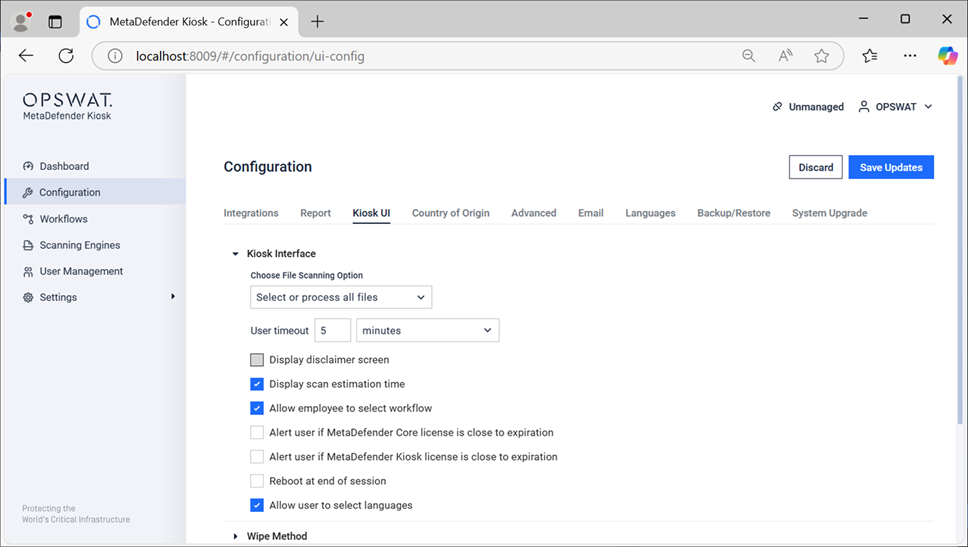 MetaDefender Kiosk - Configurati
localhost:8009/#/configuration/ui-config
OPSWAT.
MetaDefender Kiosk
Unmanaged
OPSWAT
Dashboard
Configuration
Workflows
Scanning Engines
User Management
Settings
Protecting the
World's Critical Infrastructure
Configuration
Discard
Save Updates
Integrations Report Kiosk UI Country of Origin Advanced Email Languages Backup/Restore System Upgrade
Kiosk Interface
Choose File Scanning Option
Select or process all files
User timeout 5 minutes
Display disclaimer screen
Display scan estimation time
Allow employee to select workflow
Alert user if MetaDefender Core license is close to expiration
Alert user if MetaDefender Kiosk license is close to expiration
Reboot at end of session
Allow user to select languages
Wipe Method